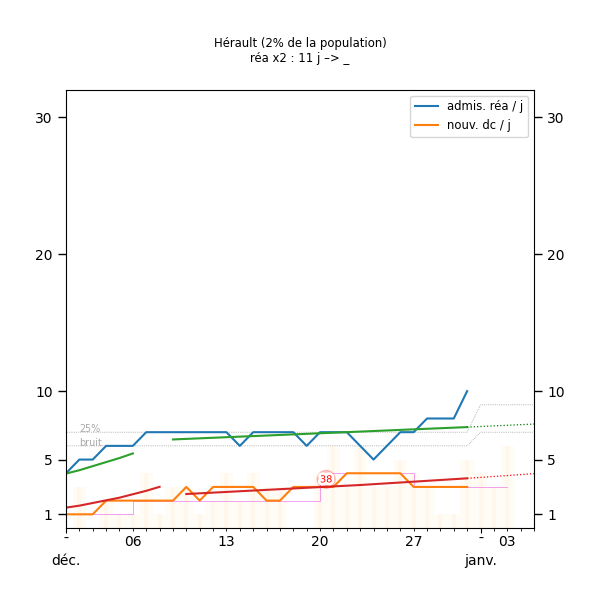 Hérault (2% de la population)
réa x2 : 11 j –> _
admis. réa / j
nouv. dc / j
30
30
20
20
10
10
25%
bruit
5
5
38
1
1
-
06
13
20
27
-
03
déc.
janv.